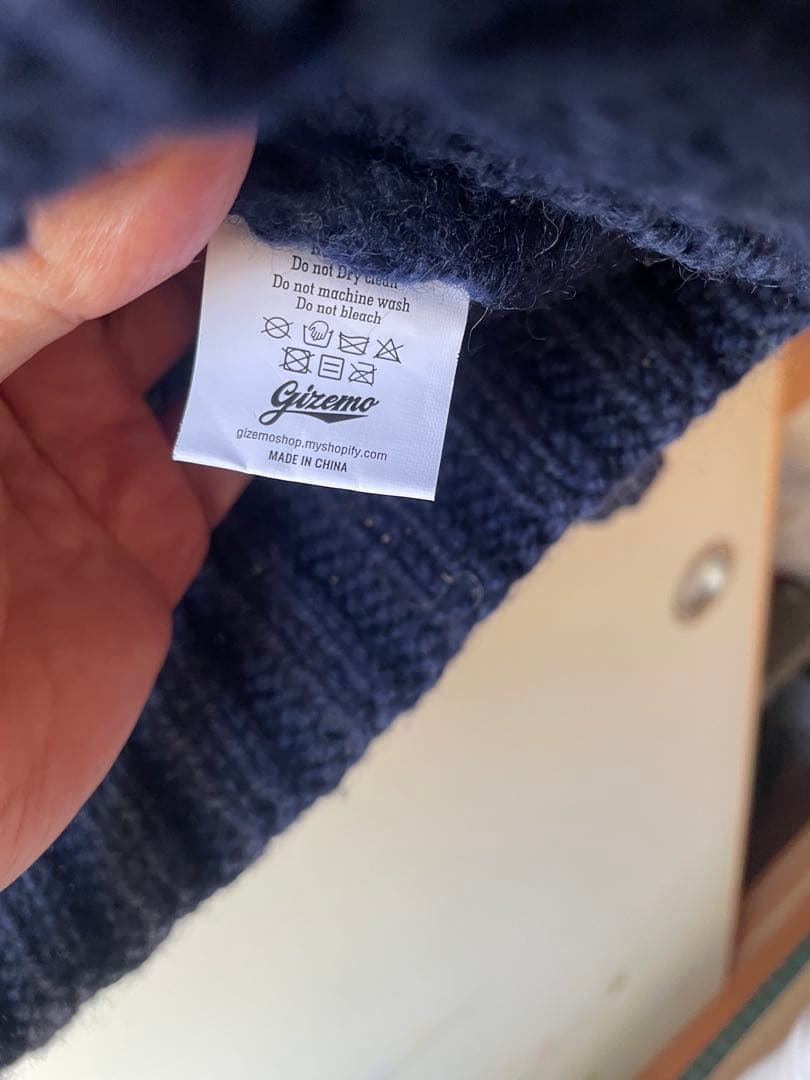 Do not Dry clean
Do not machine wash
Do not bleach
Gizemo
gizemoshop.myshopify.com
MADE IN CHINA